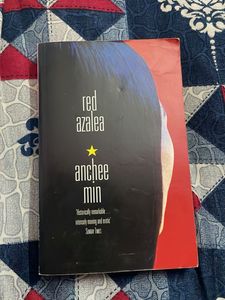 red
azalea
anchee
min
'Historically remarkable
intensely moving and erotic'
Sunday Times